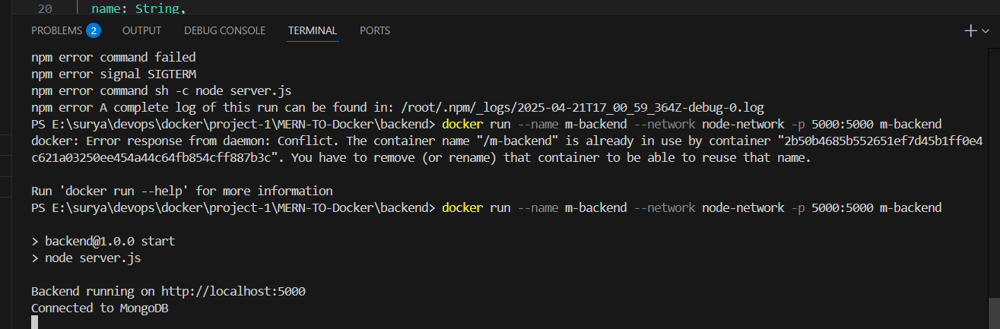 20 name: String,
PROBLEMS 2 OUTPUT DEBUG CONSOLE TERMINAL PORTS
npm error command failed
npm error signal SIGTERM
npm error command sh -c node server.js
npm error A complete log of this run can be found in: /root/.npm/_logs/2025-04-21T17_00_59_364Z-debug-0.log
PS E:\surya\devops\docker\project-1\MERN-TO-Docker\backend> docker run --name m-backend --network node-network -p 5000:5000 m-backend
docker: Error response from daemon: Conflict. The container name "/m-backend" is already in use by container "2b50b4685b552651ef7d45b1ff0e4
c621a03250ee454a44c64fb854cff887b3c". You have to remove (or rename) that container to be able to reuse that name.
Run 'docker run --help' for more information
PS E:\surya\devops\docker\project-1\MERN-TO-Docker\backend> docker run --name m-backend --network node-network -p 5000:5000 m-backend
> backend@1.0.0 start
> node server.js
Backend running on http://localhost:5000
Connected to MongoDB